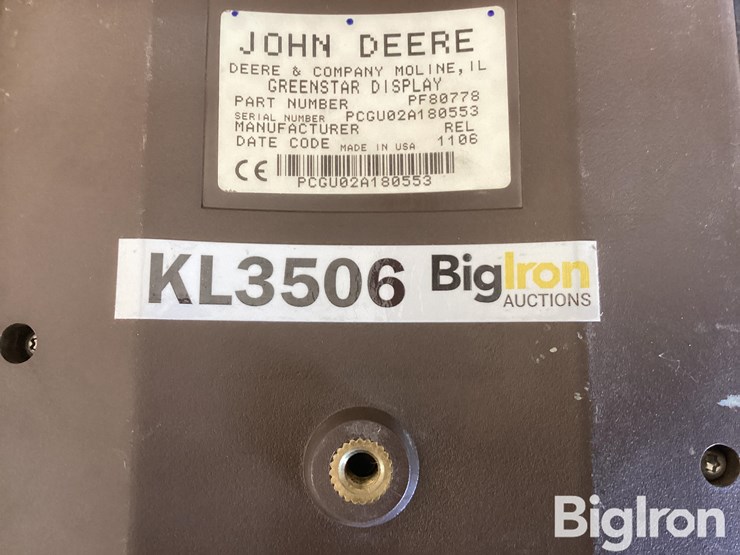 JOHN DEERE
DEERE & COMPANY MOLINE, IL
GREENSTAR DISPLAY
PART NUMBER PF80778
SERIAL NUMBER PCGU02A180553
MANUFACTURER REL
DATE CODE MADE IN USA 1106
CE
PCGU02A180553
KL3506 BigIron
AUCTIONS
BigIron